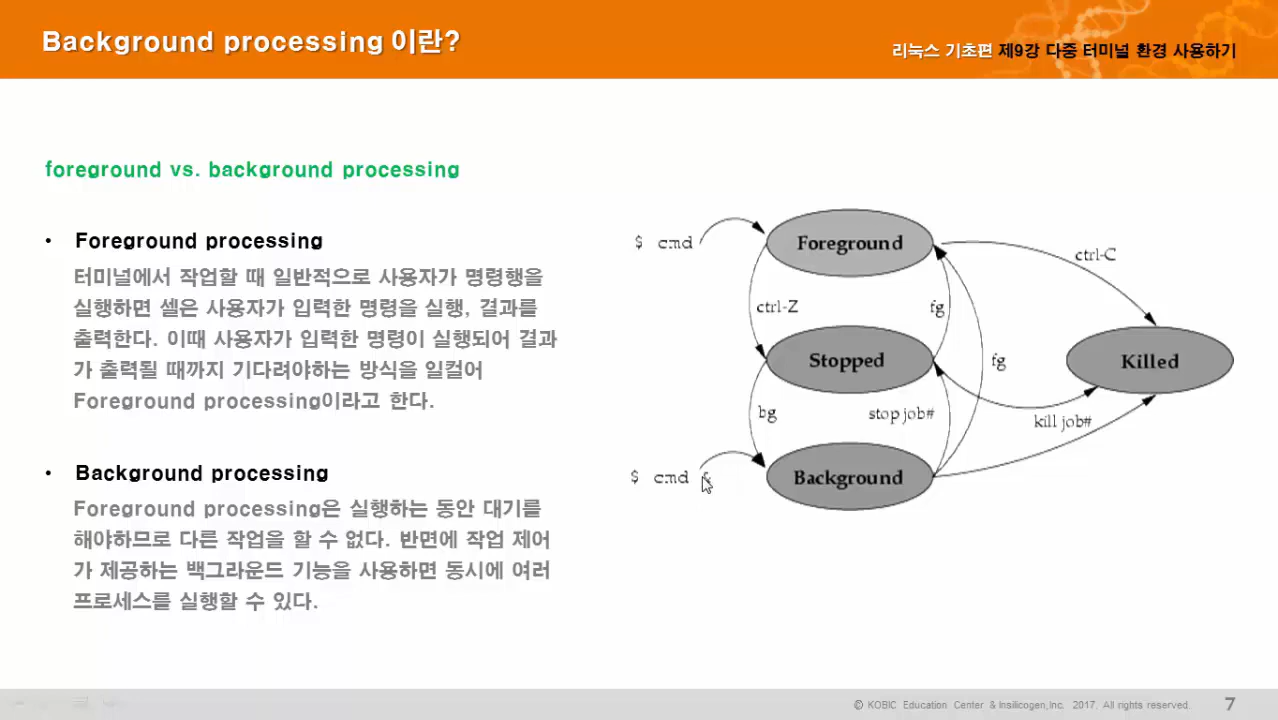 Background processing 이란?
리눅스 기초편 제9강 다중 터미널 환경 사용하기
foreground vs. background processing
• Foreground processing
터미널에서 작업할 때 일반적으로 사용자가 명령행을
실행하면 셸은 사용자가 입력한 명령을 실행, 결과를
출력한다. 이때 사용자가 입력한 명령이 실행되어 결과
가 출력될 때까지 기다려야하는 방식을 일컬어
Foreground processing이라고 한다.
• Background processing
Foreground processing은 실행하는 동안 대기를
해야하므로 다른 작업을 할 수 없다. 반면에 작업 제어
가 제공하는 백그라운드 기능을 사용하면 동시에 여러
프로세스를 실행할 수 있다.
$ cmd
Foreground
ctrl-C
ctrl-Z
fg
Stopped
fg
Killed
bg
stop job#
kill job#
$ cmd &
Background
© KOBIC Education Center & Insilicogen,Inc. 2017. All rights reserved.
7